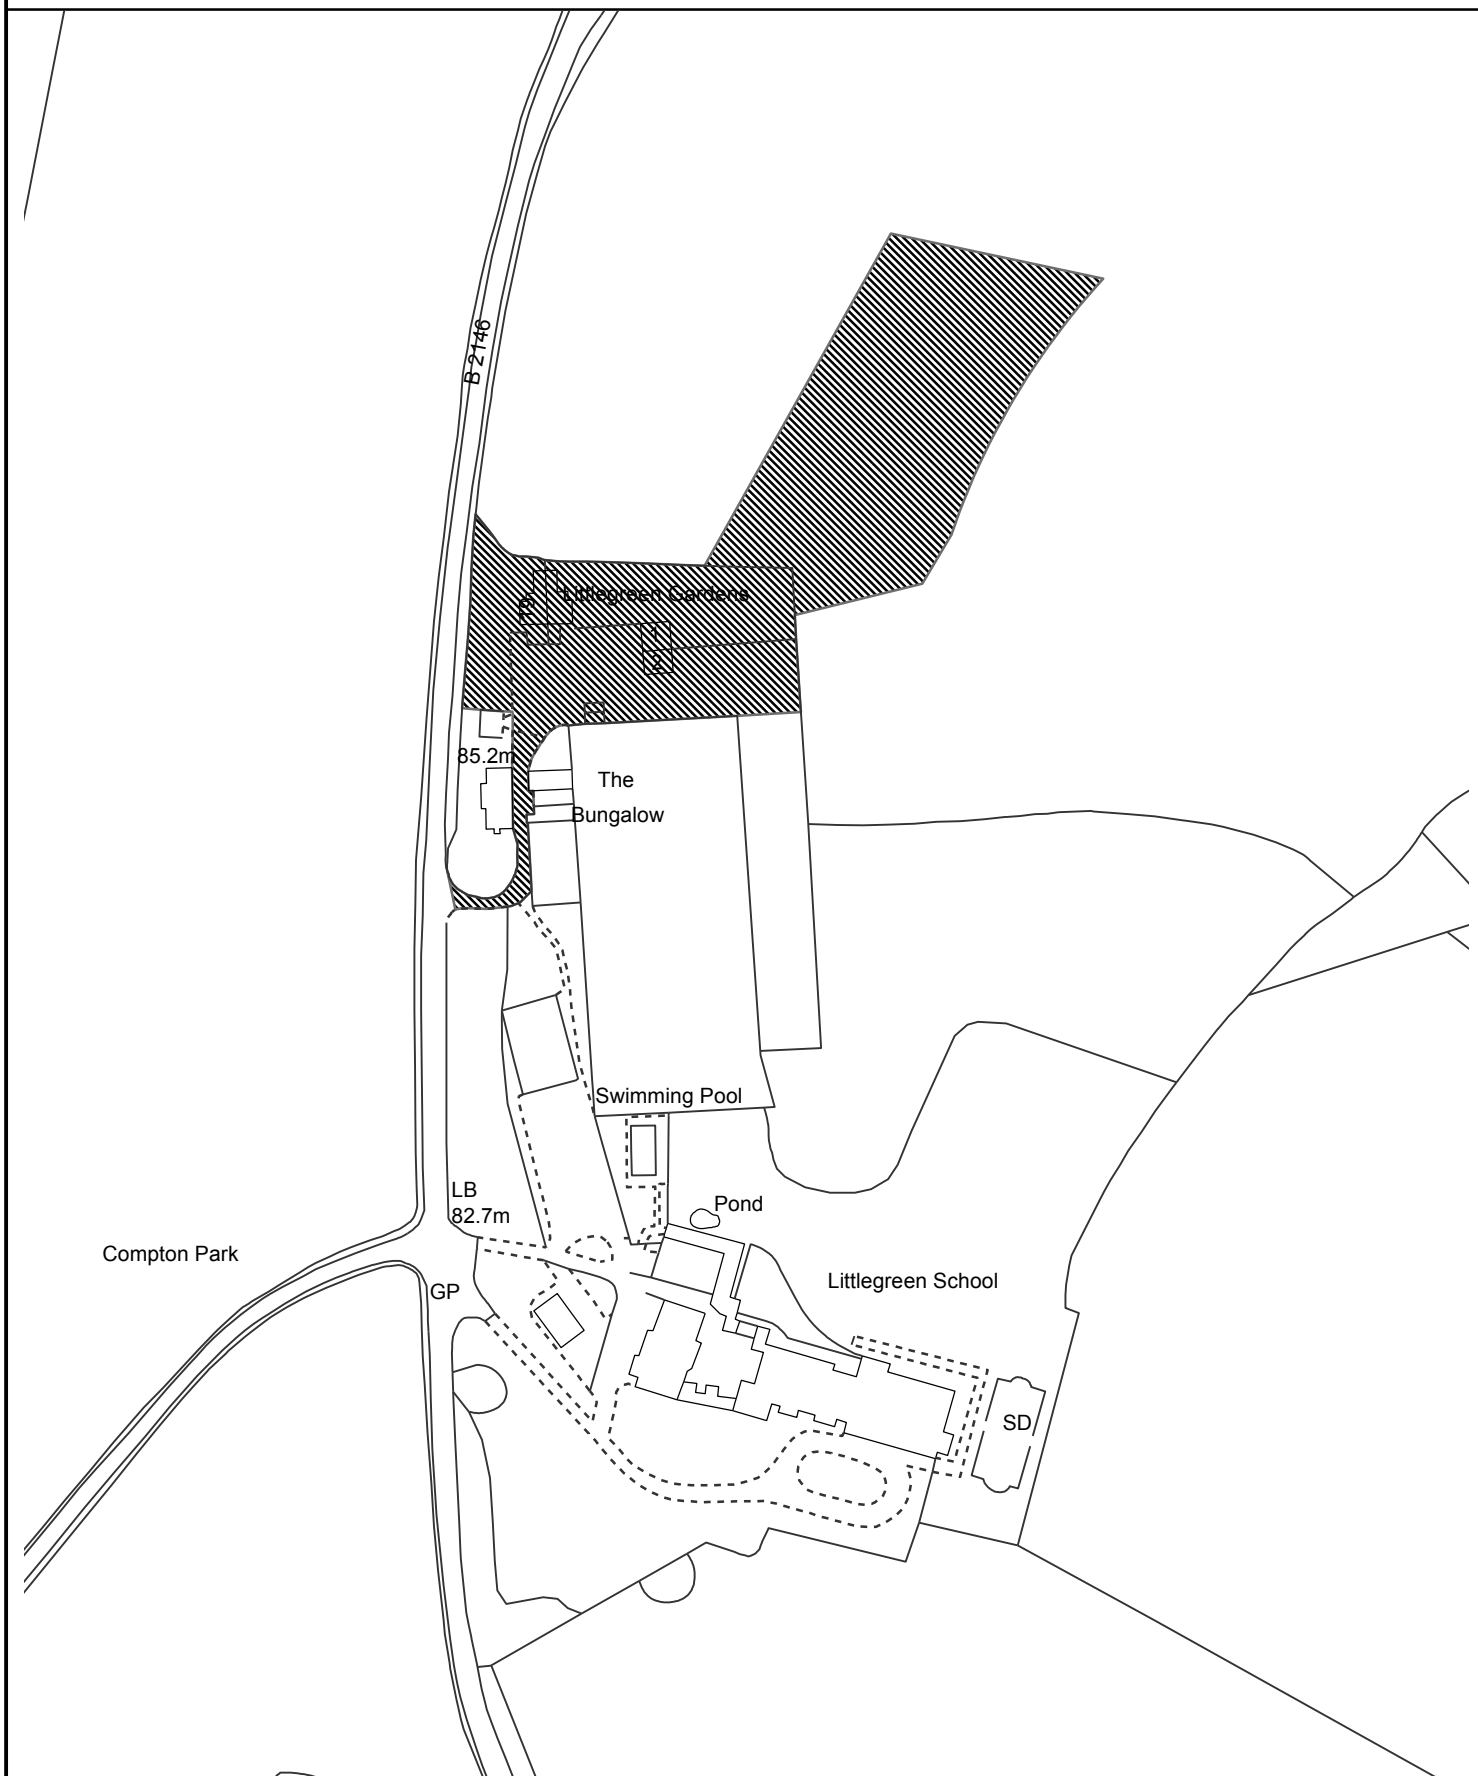 B 2146
Littlegreen Gardens
1
2
85.2m
The
Bungalow
Swimming Pool
LB
82.7m
Pond
Compton Park
Littlegreen School
GP
SD